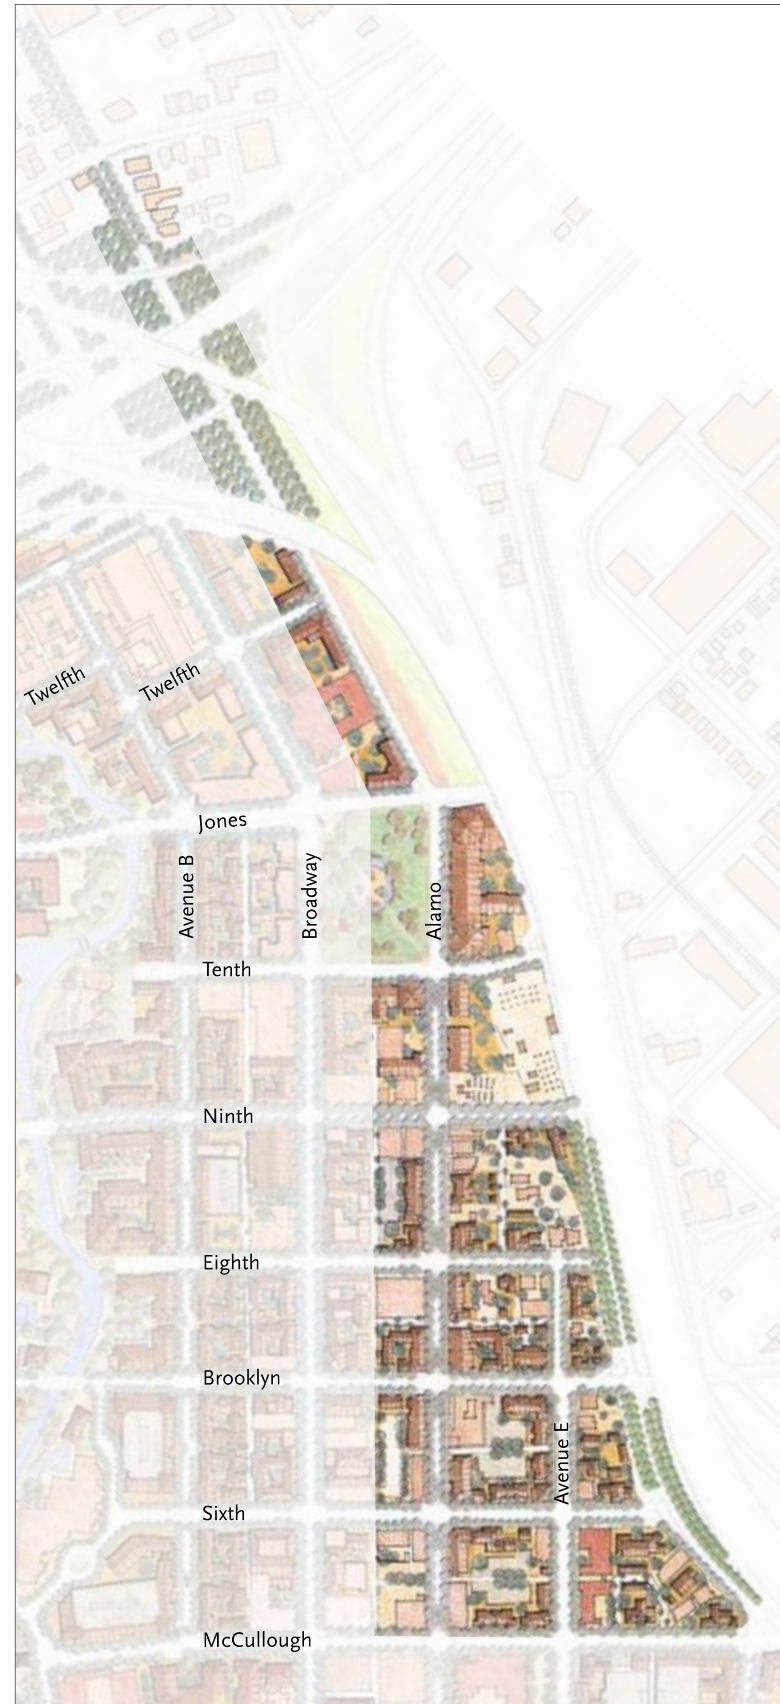 Twelfth
Twelfth
Jones
Avenue B
Broadway
Alamo
Tenth
Ninth
Eighth
Brooklyn
Avenue E
Sixth
McCullough